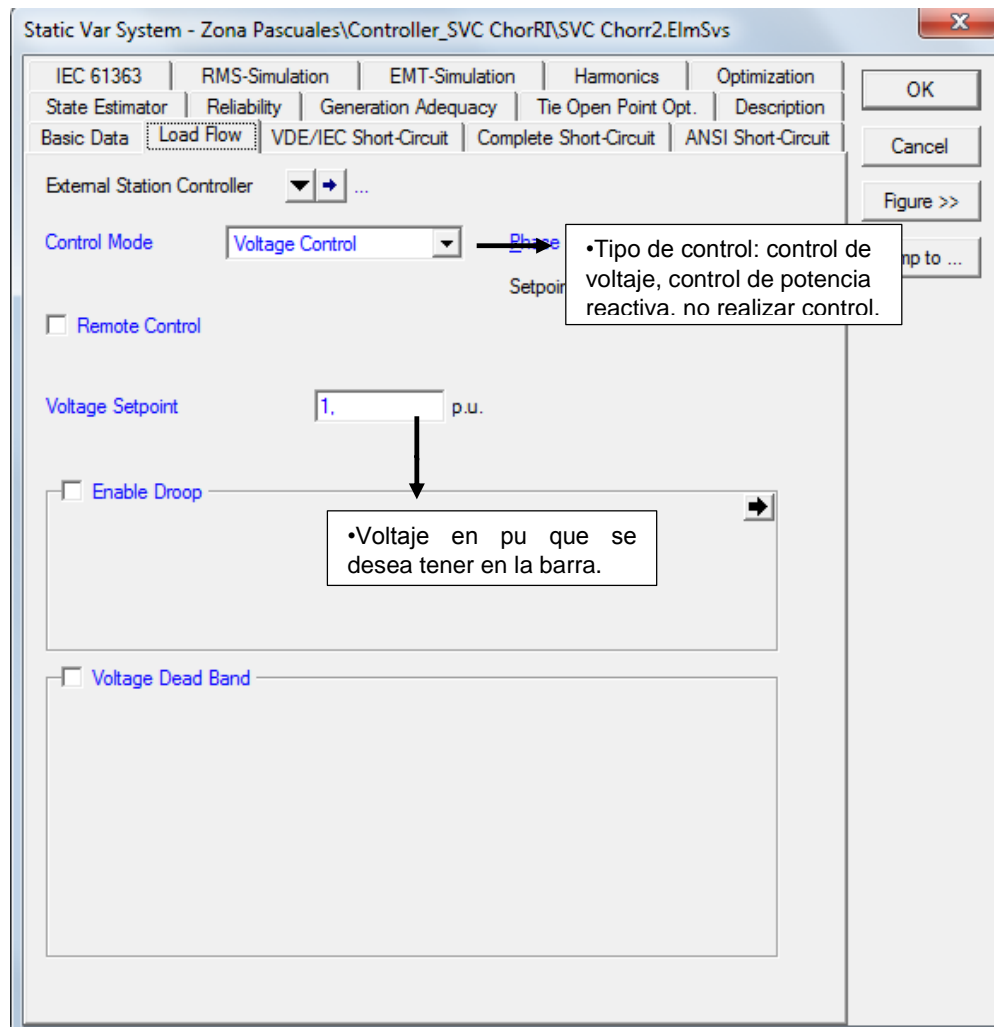 Static Var System - Zona Pascuales\Controller_SVC ChorRI\SVC Chorr2.ElmSvs
IEC 61363 RMS-Simulation EMT-Simulation Harmonics Optimization
State Estimator Reliability Generation Adequacy Tie Open Point Opt. Description
Basic Data Load Flow VDE/IEC Short-Circuit Complete Short-Circuit ANSI Short-Circuit
OK
Cancel
Figure >>
mp to ...
External Station Controller ...
Control Mode Voltage Control Phase
Setpoin
•Tipo de control: control de
voltaje, control de potencia
reactiva, no realizar control.
Remote Control
Voltage Setpoint 1, p.u.
Enable Droop
•Voltaje en pu que se
desea tener en la barra.
Voltage Dead Band